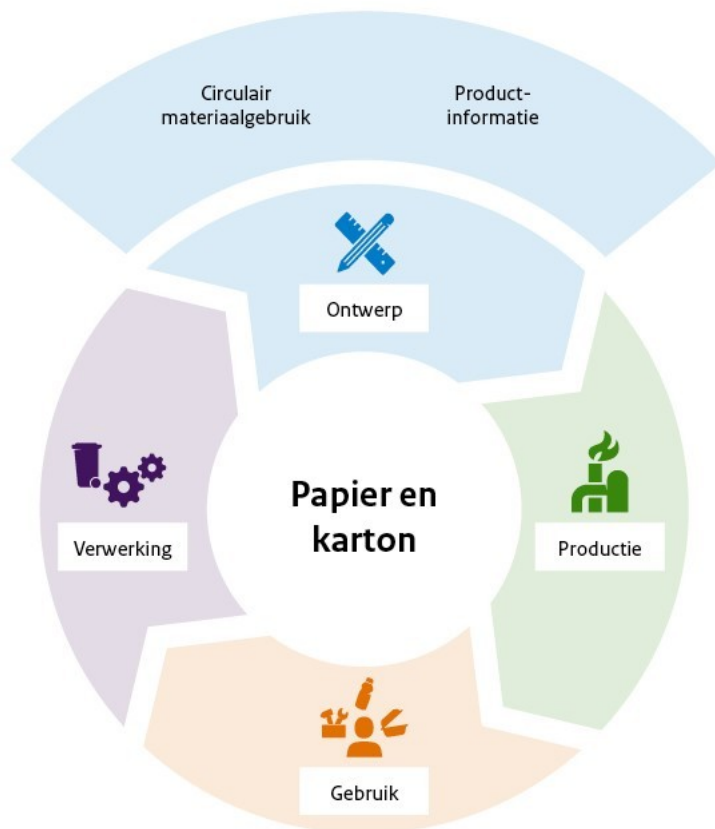 Circulair
materiaalgebruik
Product-
informatie
Ontwerp
Papier en
karton
Verwerking
Productie
Gebruik